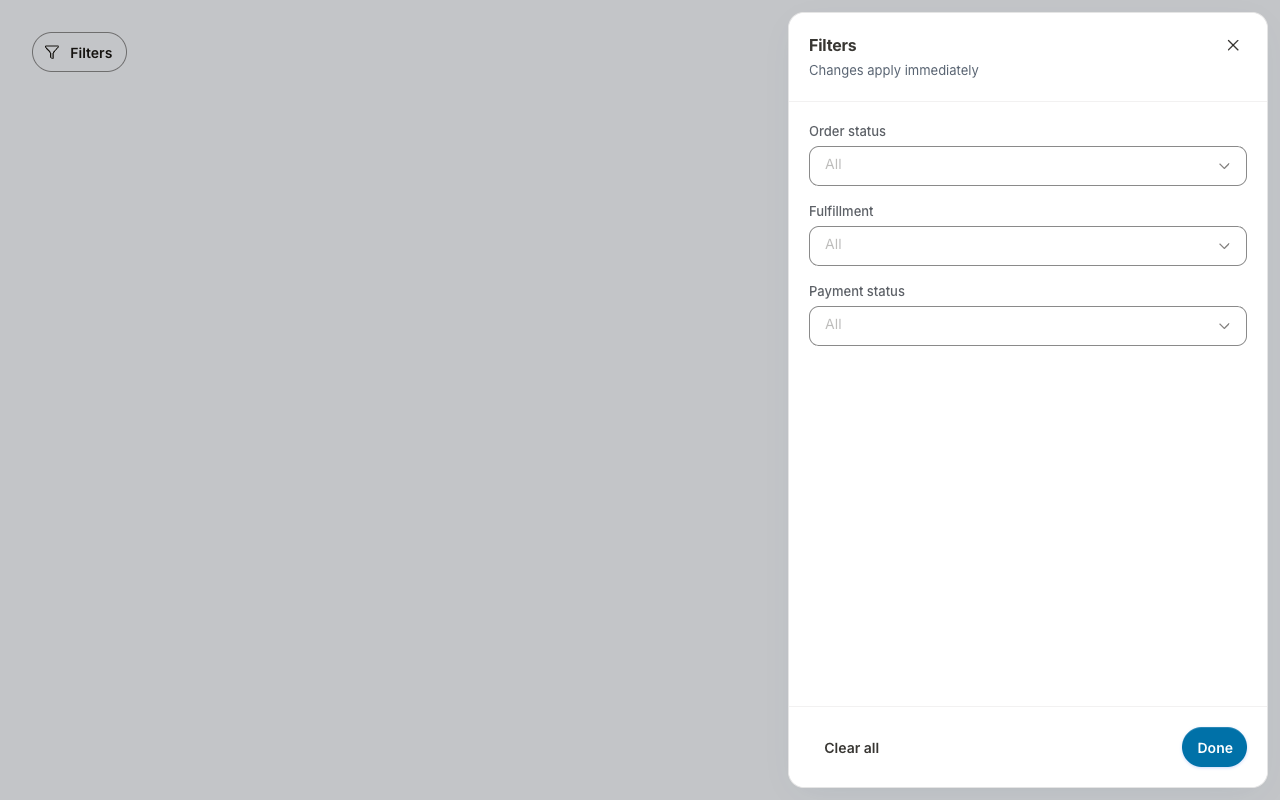 Filters
Filters
Changes apply immediately
Order status
All
Fulfillment
All
Payment status
All
Clear all
Done